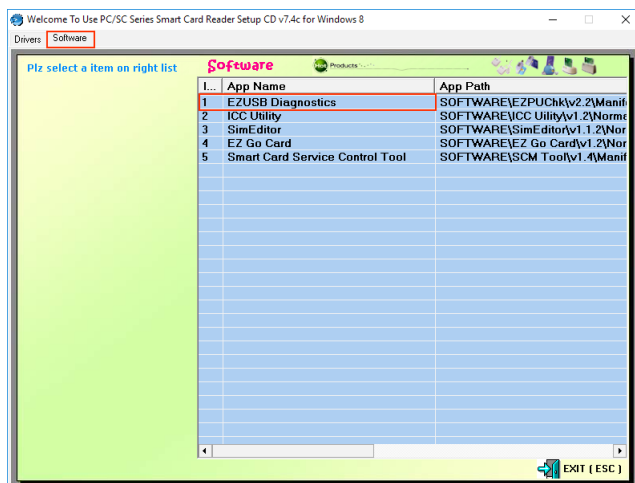 Welcome To Use PC/SC Series Smart Card Reader Setup CD v7.4c for Windows 8
Drivers Software
Plz select a item on right list
Software
Products
I... App Name App Path
1 EZUSB Diagnostics SOFTWARE\EZPUChk\v2.2\Manif
2 ICC Utility SOFTWARE\ICC Uility\v1.2\Norme
3 SimEditor SOFTWARE\SimEditor\v1.1.2\Nor
4 EZ Go Card SOFTWARE\EZ Go Card\v1.2\Nor
5 Smart Card Service Control Tool SOFTWARE\SCM Tool\v1.4\Manif
EXIT ( ESC )